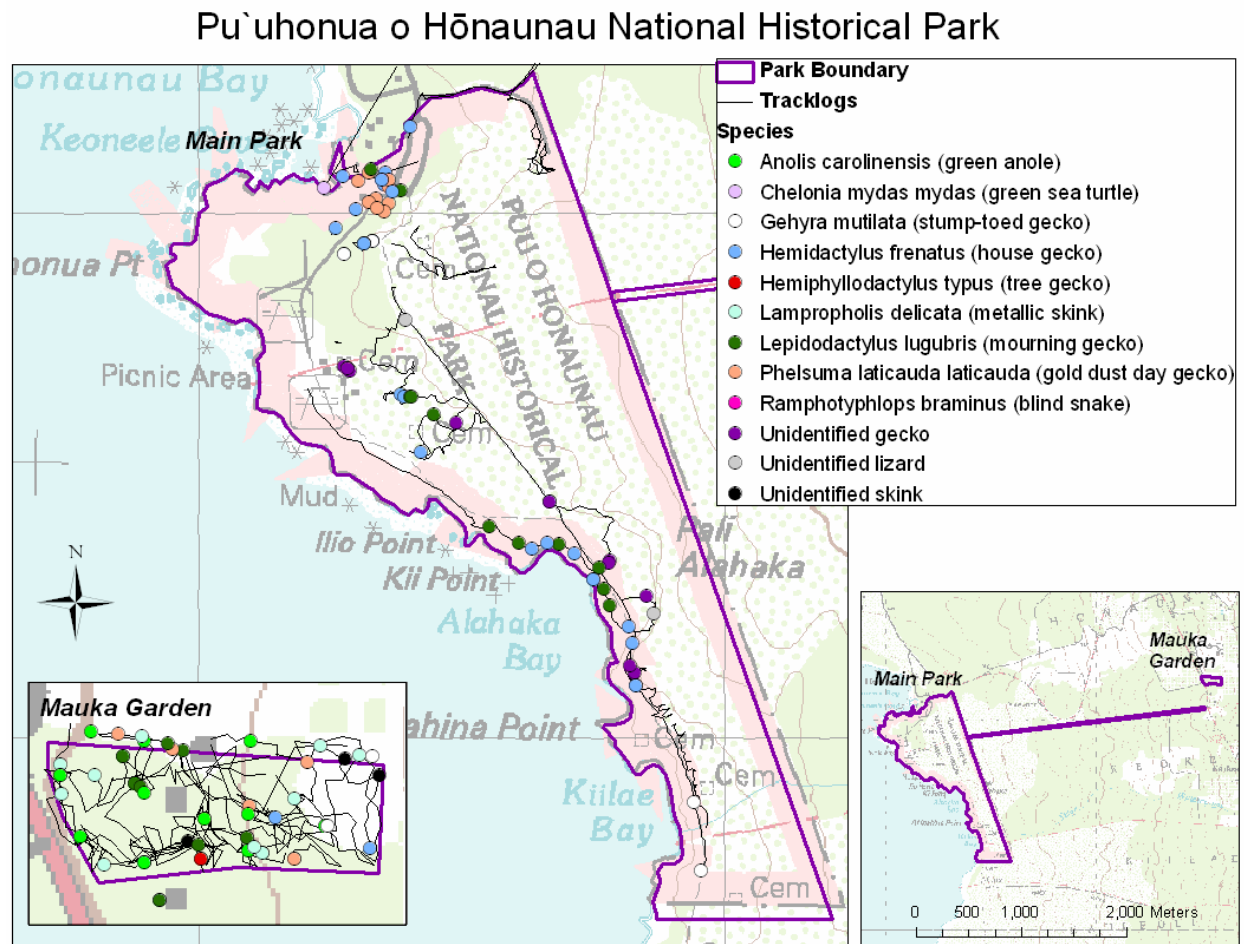 Pu`uhonua o Hōnaunau National Historical Park
Park Boundary
Tracklogs
Species
Anolis carolinensis (green anole)
Chelonia mydas mydas (green sea turtle)
Gehyra mutilata (stump-toed gecko)
Hemidactylus frenatus (house gecko)
Hemiphyllodactylus typus (tree gecko)
Lampropholis delicata (metallic skink)
Lepidodactylus lugubris (mourning gecko)
Phelsuma laticauda laticauda (gold dust day gecko)
Ramphotyphlops braminus (blind snake)
Unidentified gecko
Unidentified lizard
Unidentified skink
onaunau Bay
Keoneele
Main Park
honua Pt
Cem
NATIONAL HISTORICAL
PARK
PUU O HONAUNAU
Picnic Area
Cem
Cem
Mud
Ilio Point
Kii Point
Pali
Alahaka
Alahaka
Bay
ahina Point
Cem
Cem
Kiilae
Bay
Cem
N
Mauka Garden
Main Park
Mauka
Garden
0 500 1,000 2,000 Meters